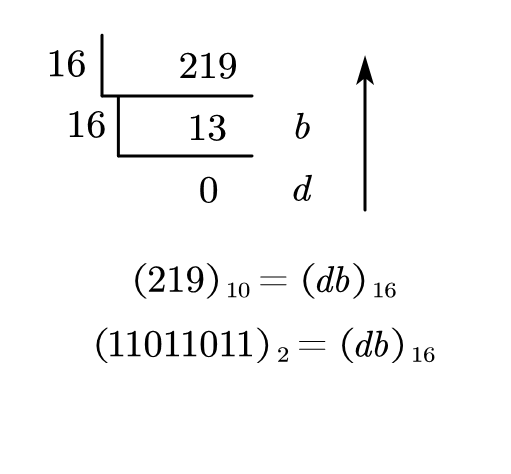 16 219
16 13 b
0 d
(219)₁₀ = (db)₁₆
(11011011)₂ = (db)₁₆